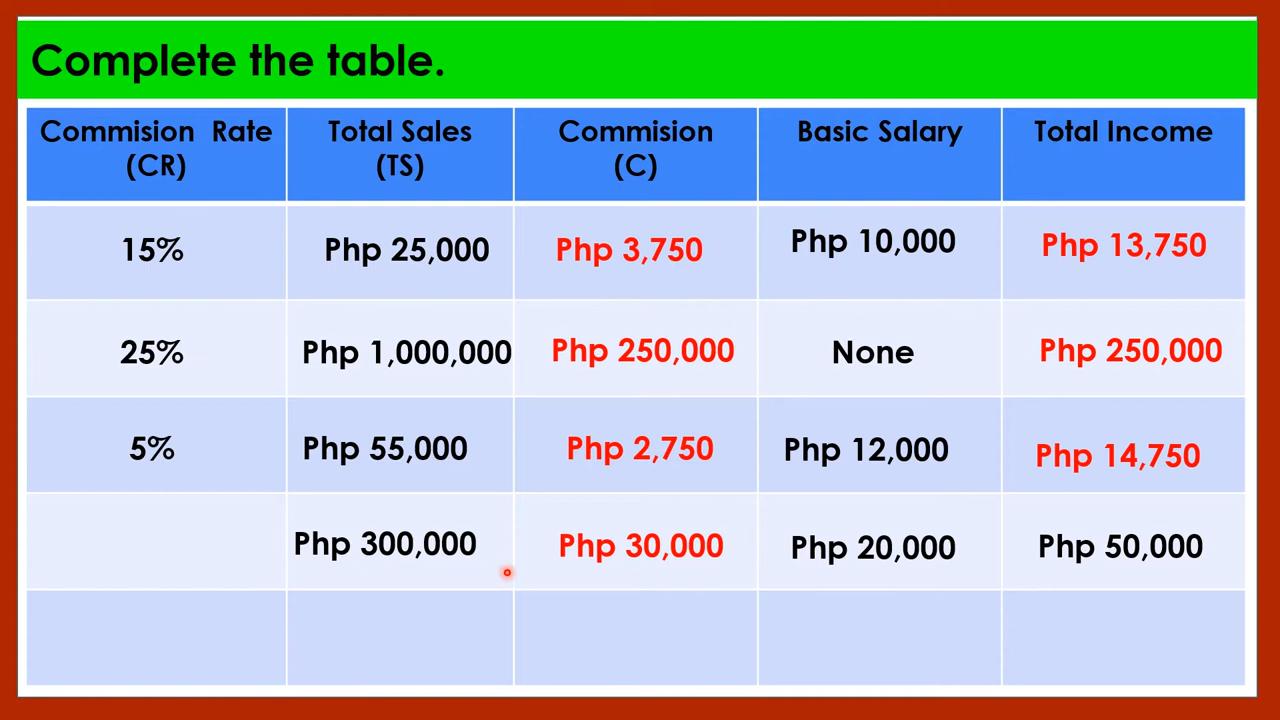 Complete the table.
Commision Rate
(CR)
Total Sales
(TS)
Commision
(C)
Basic Salary
Total Income
15%
Php 25,000
Php 3,750
Php 10,000
Php 13,750
25%
Php 1,000,000
Php 250,000
None
Php 250,000
5%
Php 55,000
Php 2,750
Php 12,000
Php 14,750
Php 300,000
Php 30,000
Php 20,000
Php 50,000